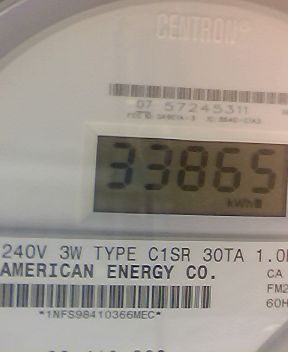 CENTRON®
07 57245311
33865
kWh
240V 3W TYPE C1SR 30TA 1.0
AMERICAN ENERGY CO.
CA
FM2
60H
*1NFS98410366MEC*